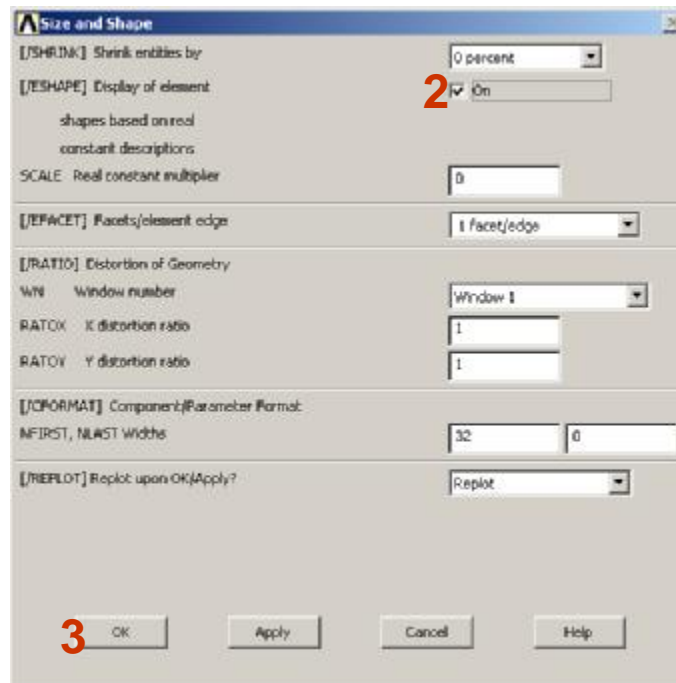 Size and Shape
[/SHRINK] Shrink entities by 0 percent
[/ESHAPE] Display of element 2 On
shapes based on real
constant descriptions
SCALE Real constant multiplier 0
[/EFACET] Facets/element edge 1 facet/edge
[/RATIO] Distortion of Geometry
WN Window number Window 1
RATOX X distortion ratio 1
RATOY Y distortion ratio 1
[/CFORMAT] Component/Parameter Format
NFIRST, NLAST Widths 32 0
[/REPLOT] Replot upon OK/Apply? Replot
3 OK Apply Cancel Help